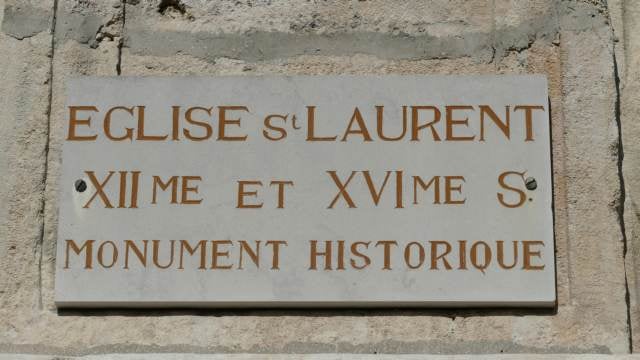 EGLISE St LAURENT
XIIME ET XVIME S.
MONUMENT HISTORIQUE